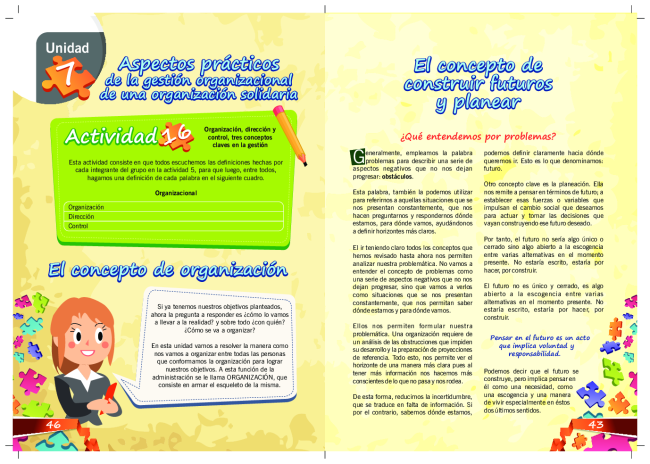 Unidad
7
Aspectos prácticos
de la gestión organizacional
de una organización solidaria
Actividad 16
Organización, dirección y
control, tres conceptos
claves en la gestión
Esta actividad consiste en que todos escuchemos las definiciones hechas por
cada integrante del grupo en la actividad 5, para que luego, entre todos,
hagamos una definición de cada palabra en el siguiente cuadro.
Organizacional
Organización
Dirección
Control
El concepto de organización
Si ya tenemos nuestros objetivos planteados,
ahora la pregunta a responder es ¿cómo lo vamos
a llevar a la realidad? y sobre todo ¿con quién?
¿Cómo se va a organizar?
En esta unidad vamos a resolver la manera como
nos vamos a organizar entre todas las personas
que conformamos la organización para lograr
nuestros objetivos. A esta función de la
administración se le llama ORGANIZACIÓN, que
consiste en armar el esqueleto de la misma.
46
El concepto de
construir futuros
y planear
¿Qué entendemos por problemas?
Generalmente, empleamos la palabra
problemas para describir una serie de
aspectos negativos que no nos dejan
progresar: obstáculos.
Esta palabra, también la podemos utilizar
para referirnos a aquellas situaciones que se
nos presentan constantemente, que nos
hacen preguntarnos y respondernos dónde
estamos, para dónde vamos, ayudándonos
a definir horizontes más claros.
El ir teniendo claro todos los conceptos que
hemos revisado hasta ahora nos permiten
analizar nuestra problemática. No vamos a
entender el concepto de problemas como
una serie de aspectos negativos que no nos
dejan progresar, sino que vamos a verlos
como situaciones que se nos presentan
constantemente, que nos permiten saber
dónde estamos y para dónde vamos.
Ellos nos permiten formular nuestra
problemática. Una organización requiere de
un análisis de las obstrucciones que impiden
su desarrollo y la preparación de proyecciones
de referencia. Todo esto, nos permite ver el
horizonte de una manera más clara pues al
tener más información nos hacemos más
conscientes de lo que no pasa y nos rodea.
De esta forma, reducimos la incertidumbre,
que se traduce en falta de información. Si
por el contrario, sabemos dónde estamos,
podemos definir claramente hacia dónde
queremos ir. Esto es lo que denominamos:
futuro.
Otro concepto clave es la planeación. Ella
nos remite a pensar en términos de futuro; a
establecer esas fuerzas o variables que
impulsan el cambio social que deseamos
para actuar y tomar las decisiones que
vayan construyendo ese futuro deseado.
Por tanto, el futuro no sería algo único o
cerrado sino algo abierto a la escogencia
entre varias alternativas en el momento
presente. No estaría escrito, estaría por
hacer, por construir.
El futuro no es único y cerrado, es algo
abierto a la escogencia entre varias
alternativas en el momento presente. No
estaría escrito, estaría por hacer, por
construir.
Pensar en el futuro es un acto
que implica voluntad y
responsabilidad.
Podemos decir que el futuro se
construye, pero implica pensar en
él como una necesidad, como
una escogencia y una manera
de vivir especialmente en éstos
dos últimos sentidos.
43